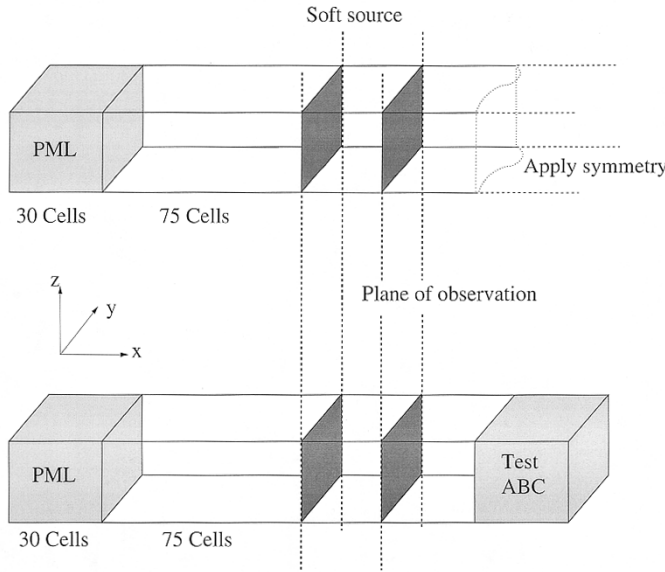 Soft source
PML
Apply symmetry
30 Cells
75 Cells
z
Plane of observation
y
x
PML
Test
ABC
30 Cells
75 Cells